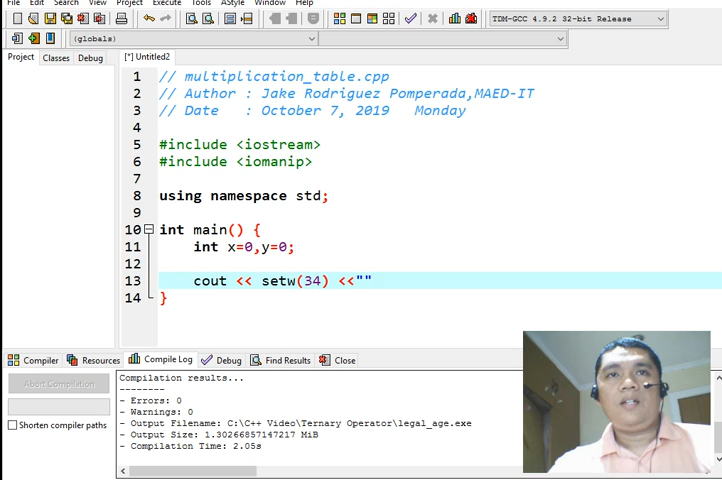 File Edit Search View Project Execute Tools AStyle Window Help
TDM-GCC 4.9.2 32-bit Release
(globals)
Project Classes Debug
[*] Untitled2
1 // multiplication_table.cpp
2 // Author : Jake Rodriguez Pomperada,MAED-IT
3 // Date   : October 7, 2019   Monday
4
5 #include <iostream>
6 #include <iomanip>
7
8 using namespace std;
9
10 int main() {
11     int x=0,y=0;
12
13     cout << setw(34) <<""
14 }
Compiler Resources Compile Log Debug Find Results Close
Abort Compilation
Shorten compiler paths
Compilation results...
--------
- Errors: 0
- Warnings: 0
- Output Filename: C:\C++ Video\Ternary Operator\legal_age.exe
- Output Size: 1.30266857147217 MiB
- Compilation Time: 2.05s